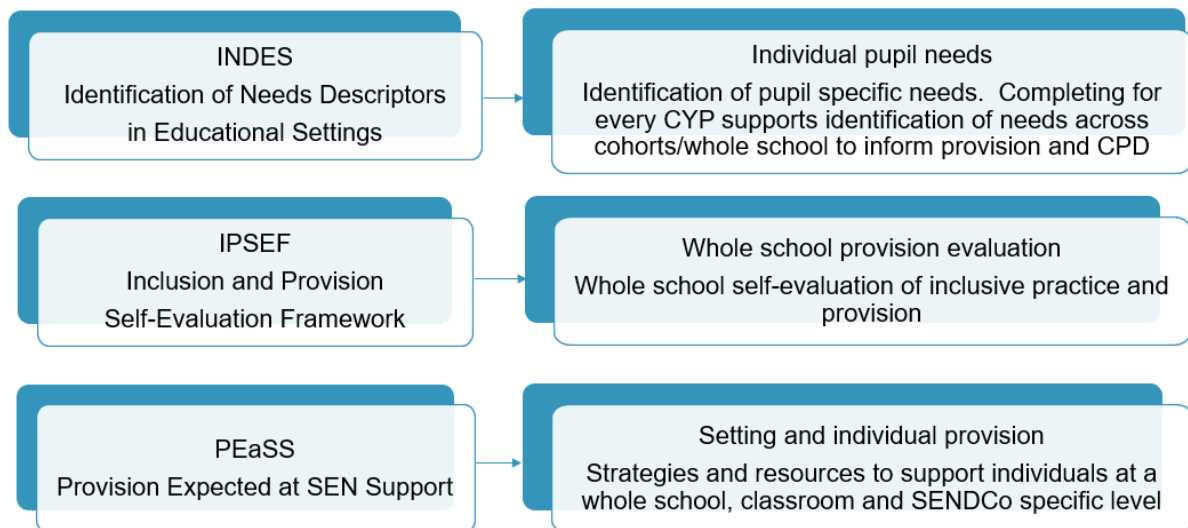 INDES
Identification of Needs Descriptors
in Educational Settings
Individual pupil needs
Identification of pupil specific needs.  Completing for
every CYP supports identification of needs across
cohorts/whole school to inform provision and CPD
IPSEF
Inclusion and Provision
Self-Evaluation Framework
Whole school provision evaluation
Whole school self-evaluation of inclusive practice and
provision
PEaSS
Provision Expected at SEN Support
Setting and individual provision
Strategies and resources to support individuals at a
whole school, classroom and SENDCo specific level